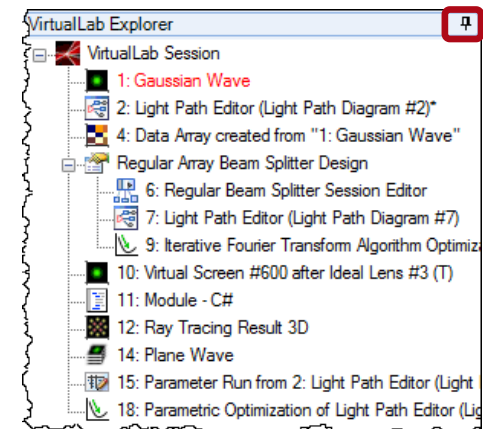 VirtualLab Explorer
VirtualLab Session
1: Gaussian Wave
2: Light Path Editor (Light Path Diagram #2)*
4: Data Array created from "1: Gaussian Wave"
Regular Array Beam Splitter Design
6: Regular Beam Splitter Session Editor
7: Light Path Editor (Light Path Diagram #7)
9: Iterative Fourier Transform Algorithm Optimiza
10: Virtual Screen #600 after Ideal Lens #3 (T)
11: Module - C#
12: Ray Tracing Result 3D
14: Plane Wave
15: Parameter Run from 2: Light Path Editor (Light
18: Parametric Optimization of Light Path Editor (Lig